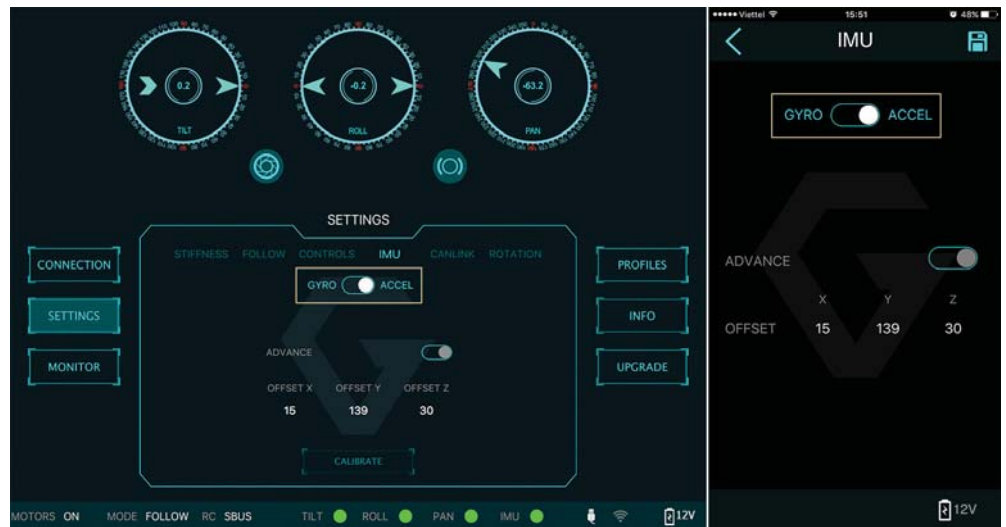 0.2
TILT
-0.2
ROLL
-63.2
PAN
SETTINGS
STIFFNESS FOLLOW CONTROLS IMU CANLINK ROTATION
GYRO ACCEL
ADVANCE
OFFSET X OFFSET Y OFFSET Z
15 139 30
CALIBRATE
CONNECTION
SETTINGS
MONITOR
PROFILES
INFO
UPGRADE
MOTORS ON MODE FOLLOW RC SBUS TILT ROLL PAN IMU 12V
Viettel 15:51 48%
IMU
GYRO ACCEL
ADVANCE
X Y Z
OFFSET 15 139 30
12V